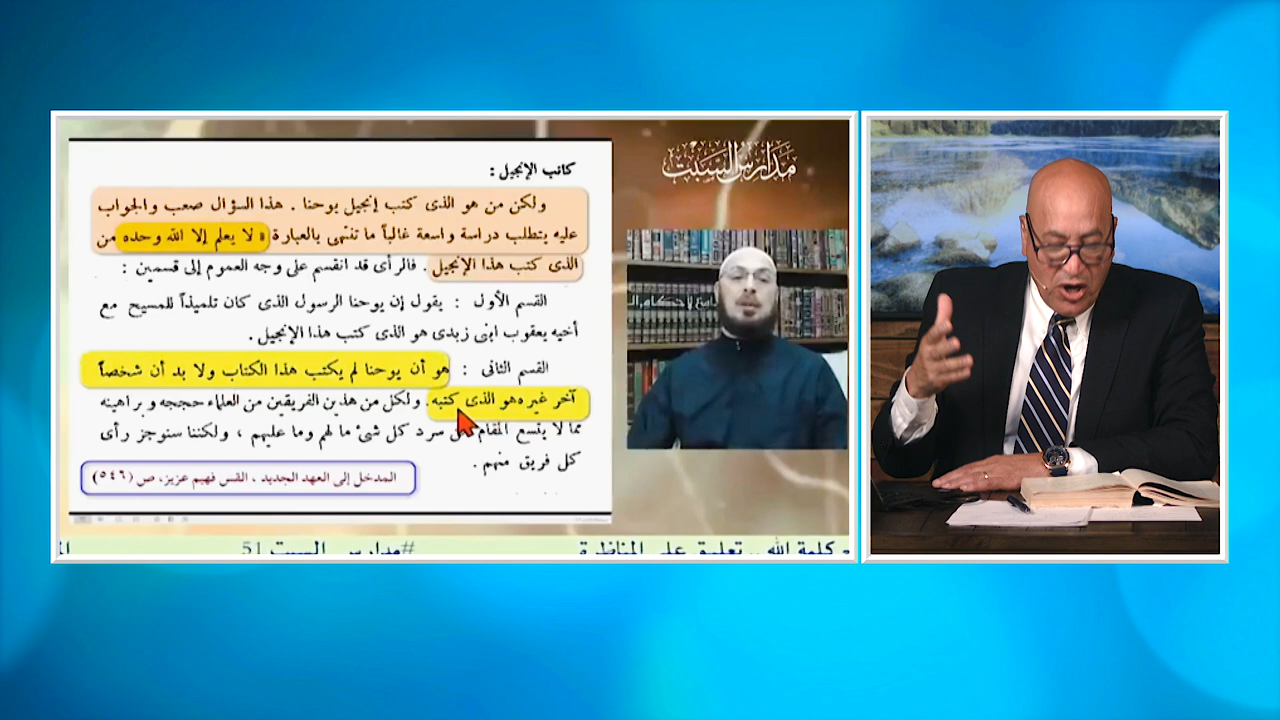 مدارس السبت
كاتب الإنجيل :
ولكن من هو الذى كتب إنجيل يوحنا . هذا السؤال صعب والجواب
عليه يتطلب دراسة واسعة غالباً ما تنتهى بالعبارة « لا يعلم إلا الله وحده من
الذى كتب هذا الإنجيل . فالرأى قد انقسم على وجه العموم إلى قسمين :
القسم الأول : يقول إن يوحنا الرسول الذى كان تلميذاً للمسيح مع
أخيه يعقوب ابنى زبدى هو الذى كتب هذا الإنجيل .
القسم الثانى : هو أن يوحنا لم يكتب هذا الكتاب ولا بد أن شخصاً
آخر غيره هو الذى كتبه . ولكل من هذين الفريقين من العلماء حججه وبراهينه
مما لا يتسع المقام سرد كل شئ ما لهم وما عليهم ، ولكننا سنوجز رأى
كل فريق منهم .
المدخل إلى العهد الجديد ، القس فهيم عزيز، ص (٥٤٦)
كلمة الله .. تعليق على المناظرة #مدارس السبت 51